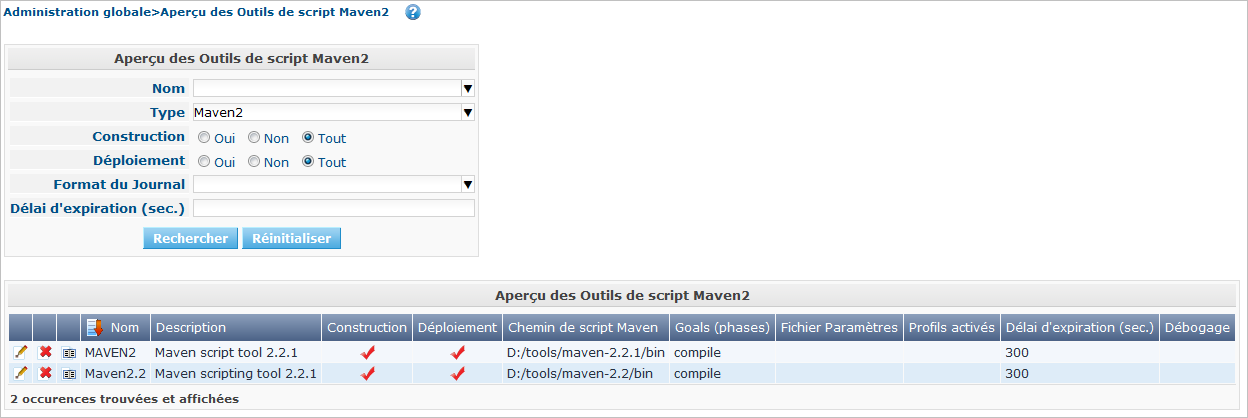 Administration globale>Aperçu des Outils de script Maven2 ?
Aperçu des Outils de script Maven2
Nom
Type Maven2
Construction Oui Non Tout
Déploiement Oui Non Tout
Format du Journal
Délai d'expiration (sec.)
Rechercher Réinitialiser
Aperçu des Outils de script Maven2
Nom Description Construction Déploiement Chemin de script Maven Goals (phases) Fichier Paramètres Profils activés Délai d'expiration (sec.) Débogage
MAVEN2 Maven script tool 2.2.1 D:/tools/maven-2.2.1/bin compile 300
Maven2.2 Maven scripting tool 2.2.1 D:/tools/maven-2.2/bin compile 300
2 occurences trouvées et affichées